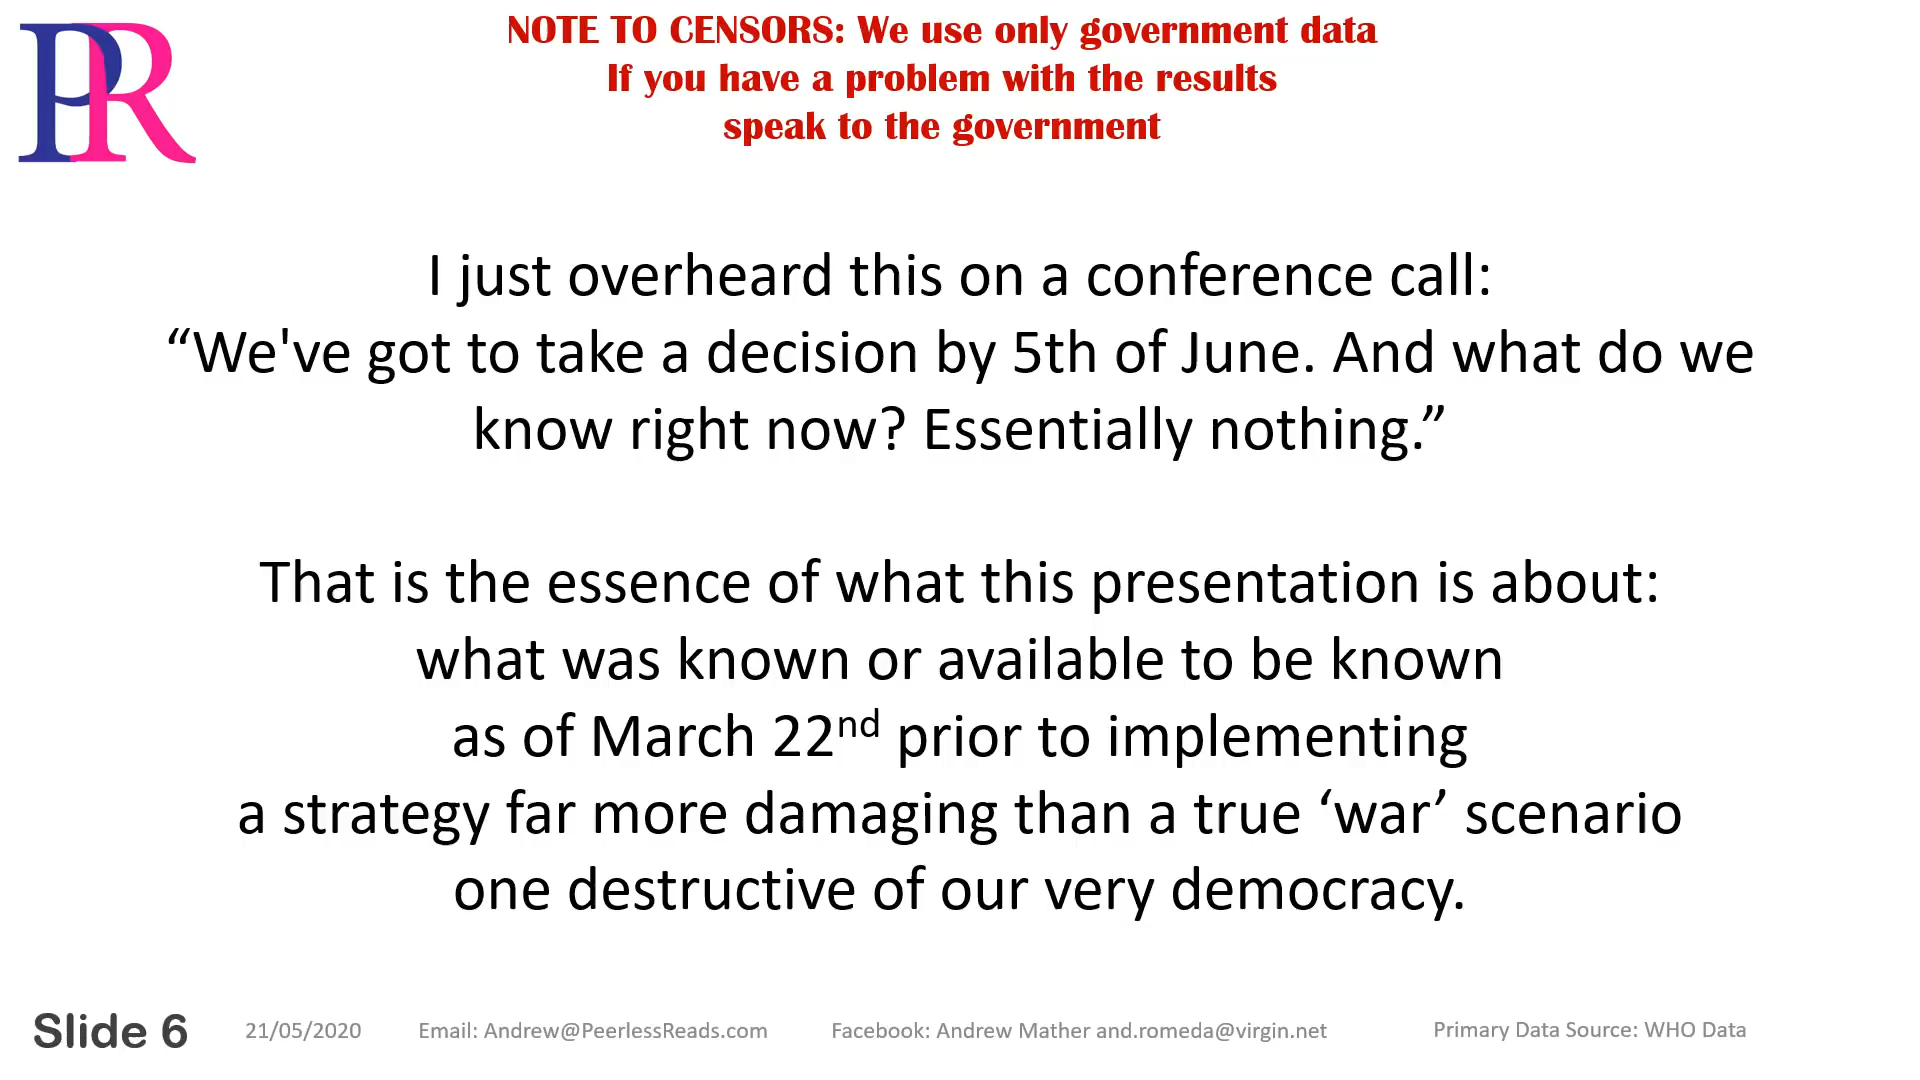 PR
NOTE TO CENSORS: We use only government data
If you have a problem with the results
speak to the government
I just overheard this on a conference call:
“We've got to take a decision by 5th of June. And what do we
know right now? Essentially nothing.”
That is the essence of what this presentation is about:
what was known or available to be known
as of March 22nd prior to implementing
a strategy far more damaging than a true ‘war’ scenario
one destructive of our very democracy.
Slide 6 21/05/2020 Email: Andrew@PeerlessReads.com Facebook: Andrew Mather and.romeda@virgin.net Primary Data Source: WHO Data